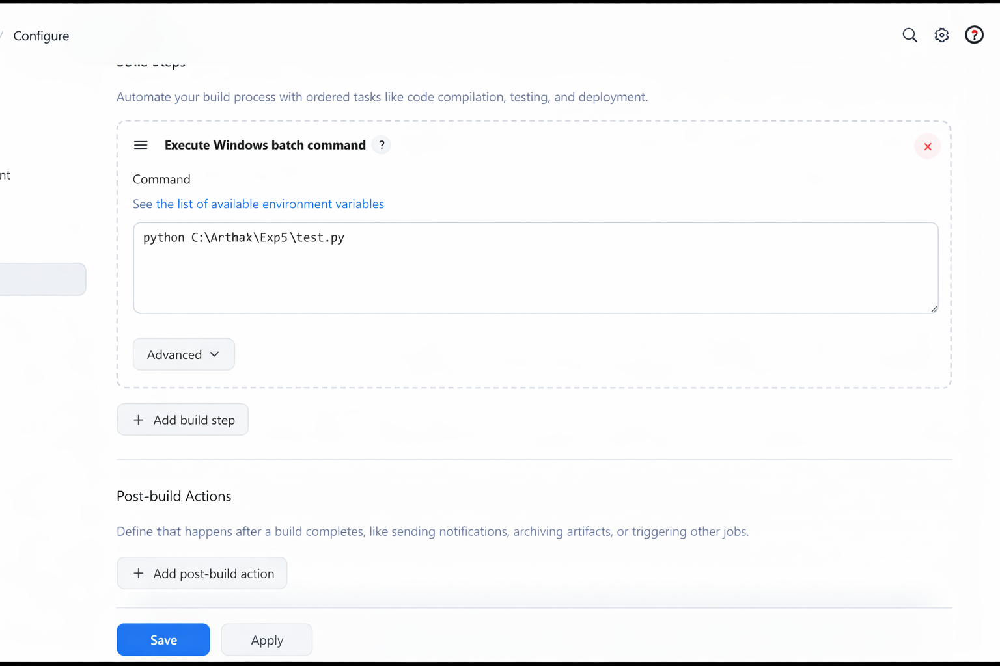 / Configure
Build Steps
Automate your build process with ordered tasks like code compilation, testing, and deployment.
Execute Windows batch command ?
nt
Command
See the list of available environment variables
python C:\Arthak\Exp5\test.py
Advanced
+ Add build step
Post-build Actions
Define that happens after a build completes, like sending notifications, archiving artifacts, or triggering other jobs.
+ Add post-build action
Save Apply